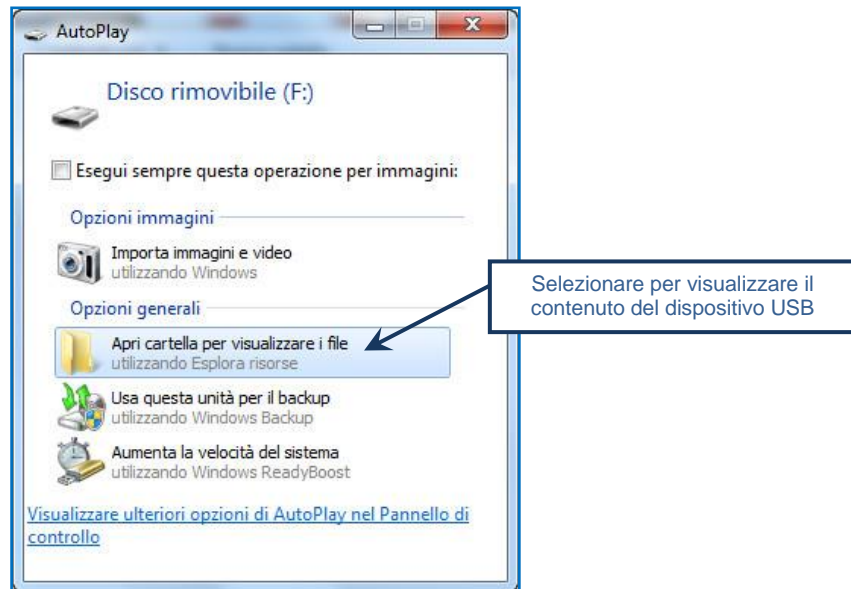 AutoPlay
Disco rimovibile (F:)
Esegui sempre questa operazione per immagini:
Opzioni immagini
Importa immagini e video
utilizzando Windows
Opzioni generali
Apri cartella per visualizzare i file
utilizzando Esplora risorse
Usa questa unità per il backup
utilizzando Windows Backup
Aumenta la velocità del sistema
utilizzando Windows ReadyBoost
Visualizzare ulteriori opzioni di AutoPlay nel Pannello di
controllo
Selezionare per visualizzare il
contenuto del dispositivo USB